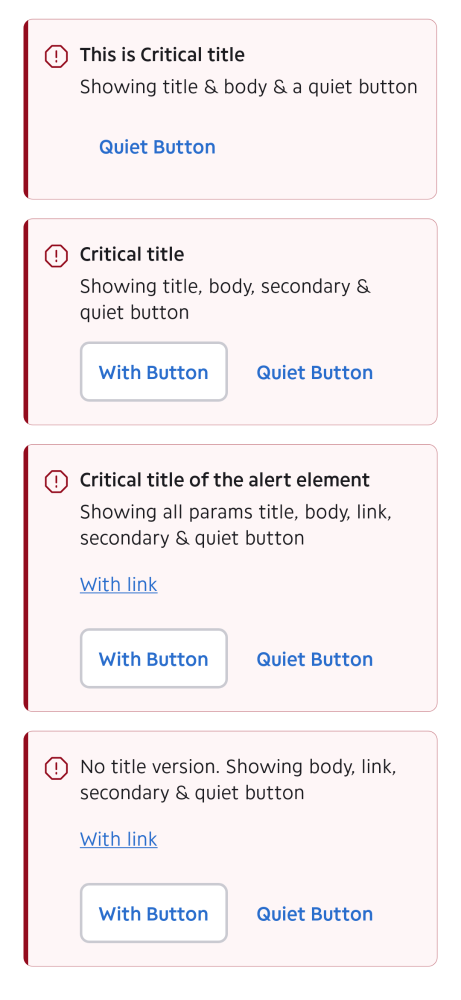 This is Critical title
Showing title & body & a quiet button
Quiet Button
Critical title
Showing title, body, secondary &
quiet button
With Button
Quiet Button
Critical title of the alert element
Showing all params title, body, link,
secondary & quiet button
With link
With Button
Quiet Button
No title version. Showing body, link,
secondary & quiet button
With link
With Button
Quiet Button